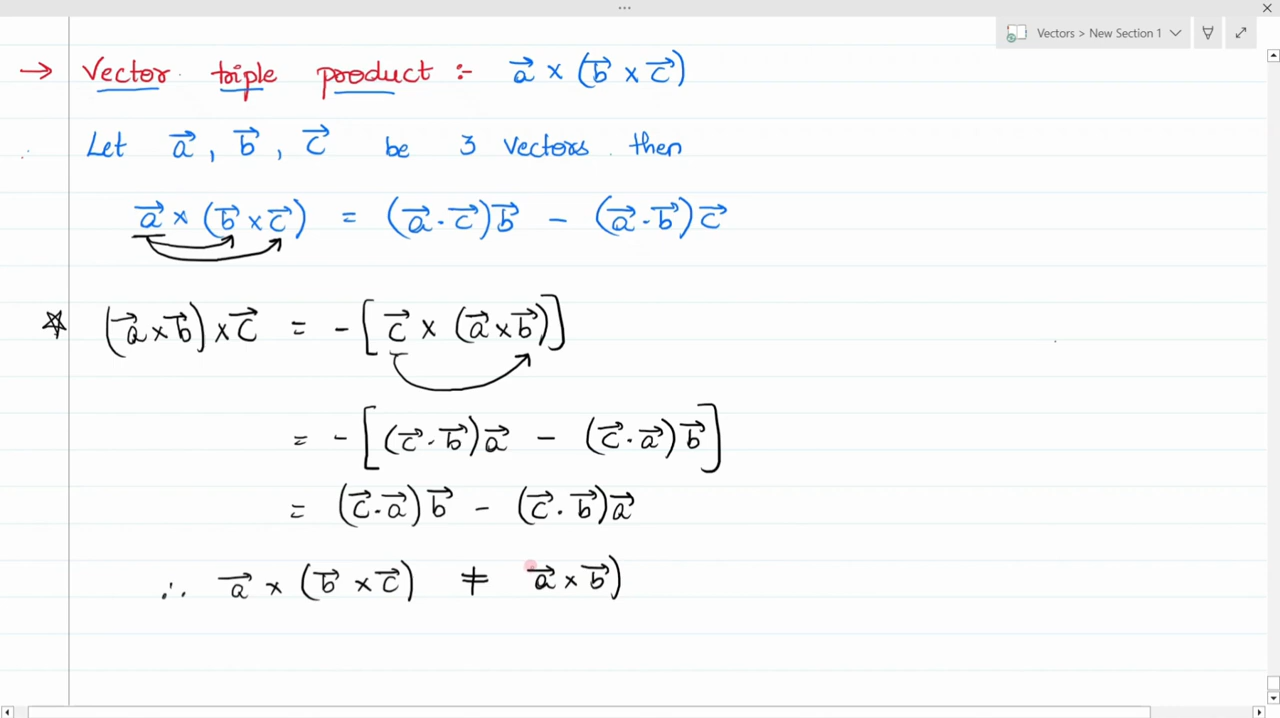 Vectors > New Section 1
→ Vector triple product :- a⃗ × (b⃗ × c⃗)
Let a⃗, b⃗, c⃗ be 3 vectors then
a⃗ × (b⃗ × c⃗) = (a⃗ · c⃗) b⃗ − (a⃗ · b⃗) c⃗
☆ (a⃗ × b⃗) × c⃗ = − [c⃗ × (a⃗ × b⃗)]
= − [(c⃗ · b⃗) a⃗ − (c⃗ · a⃗) b⃗]
= (c⃗ · a⃗) b⃗ − (c⃗ · b⃗) a⃗
∴ a⃗ × (b⃗ × c⃗) ≠ a⃗ × b⃗)